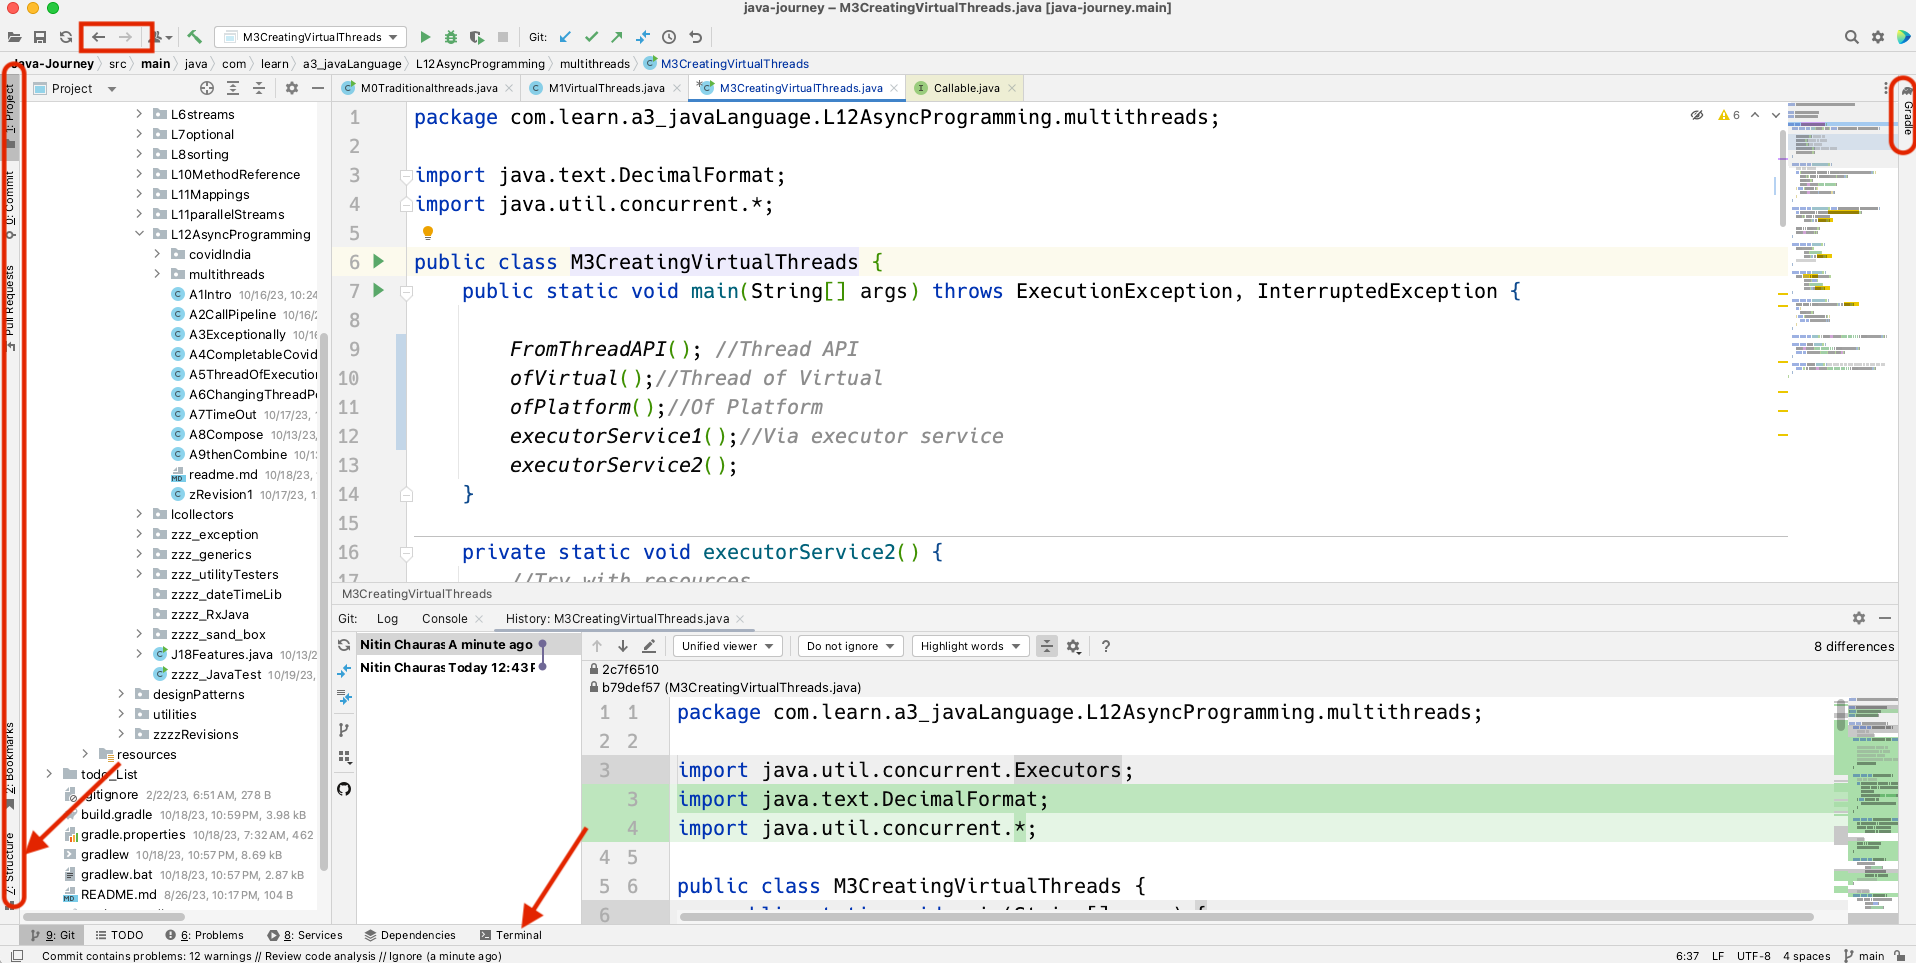 java-journey – M3CreatingVirtualThreads.java [java-journey.main]
M3CreatingVirtualThreads
Git:
Java-Journey
src
main
java
com
learn
a3_javaLanguage
L12AsyncProgramming
multithreads
M3CreatingVirtualThreads
Project
M0Traditionalthreads.java
M1VirtualThreads.java
M3CreatingVirtualThreads.java
Callable.java
1: Project
0: Commit
Pull Requests
2: Bookmarks
7: Structure
Gradle
L6streams
L7optional
L8sorting
L10MethodReference
L11Mappings
L11parallelStreams
L12AsyncProgramming
covidIndia
multithreads
A1Intro 10/16/23, 10:24
A2CallPipeline 10/16/2
A3Exceptionally 10/16
A4CompletableCovid
A5ThreadOfExecution
A6ChangingThreadP
A7TimeOut 10/17/23, 1
A8Compose 10/13/23,
A9thenCombine 10/1
readme.md 10/18/23,
zRevision1 10/17/23, 1
lcollectors
zzz_exception
zzz_generics
zzz_utilityTesters
zzzz_dateTimeLib
zzzz_RxJava
zzzz_sand_box
J18Features.java 10/13/2
zzzz_JavaTest 10/19/23,
designPatterns
utilities
zzzzRevisions
resources
todo_List
.gitignore 2/22/23, 6:51 AM, 278 B
build.gradle 10/18/23, 10:59 PM, 3.98 kB
gradle.properties 10/18/23, 7:32 AM, 462
gradlew 10/18/23, 10:57 PM, 8.69 kB
gradlew.bat 10/18/23, 10:57 PM, 2.87 kB
README.md 8/26/23, 10:17 PM, 104 B
6
1 package com.learn.a3_javaLanguage.L12AsyncProgramming.multithreads;
2
3 import java.text.DecimalFormat;
4 import java.util.concurrent.*;
5
6 public class M3CreatingVirtualThreads {
7 public static void main(String[] args) throws ExecutionException, InterruptedException {
8
9 FromThreadAPI(); //Thread API
10 ofVirtual();//Thread of Virtual
11 ofPlatform();//Of Platform
12 executorService1();//Via executor service
13 executorService2();
14 }
15
16 private static void executorService2() {
17 //Try with resources
M3CreatingVirtualThreads
Git:
Log
Console
History: M3CreatingVirtualThreads.java
Nitin Chauras A minute ago
Nitin Chauras Today 12:43 P
Unified viewer
Do not ignore
Highlight words
?
8 differences
2c7f6510
b79def57 (M3CreatingVirtualThreads.java)
1 1 package com.learn.a3_javaLanguage.L12AsyncProgramming.multithreads;
2 2
3 import java.util.concurrent.Executors;
3 import java.text.DecimalFormat;
4 import java.util.concurrent.*;
4 5
5 6 public class M3CreatingVirtualThreads {
6
9: Git
TODO
6: Problems
8: Services
Dependencies
Terminal
Commit contains problems: 12 warnings // Review code analysis // Ignore (a minute ago)
6:37
LF
UTF-8
4 spaces
main